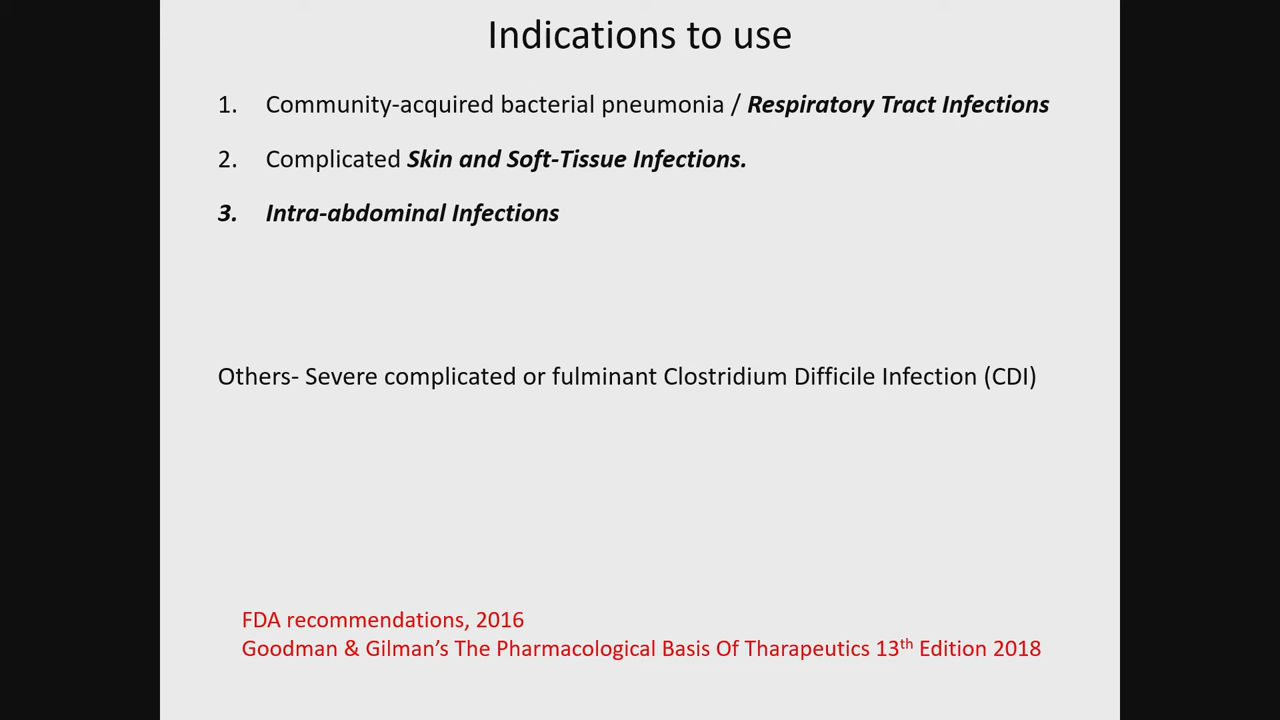 Indications to use
1. Community-acquired bacterial pneumonia / Respiratory Tract Infections
2. Complicated Skin and Soft-Tissue Infections.
3. Intra-abdominal Infections
Others- Severe complicated or fulminant Clostridium Difficile Infection (CDI)
FDA recommendations, 2016
Goodman & Gilman’s The Pharmacological Basis Of Tharapeutics 13th Edition 2018